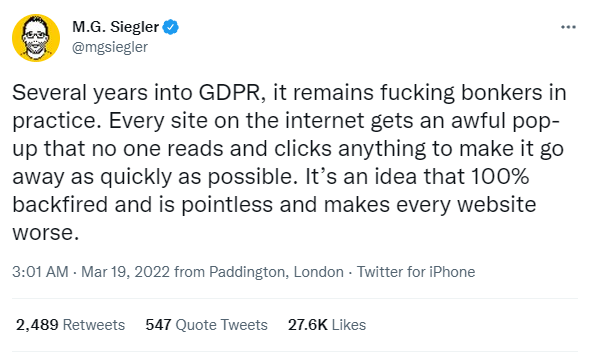 M.G. Siegler
@mgsiegler
Several years into GDPR, it remains fucking bonkers in
practice. Every site on the internet gets an awful pop-
up that no one reads and clicks anything to make it go
away as quickly as possible. It’s an idea that 100%
backfired and is pointless and makes every website
worse.
3:01 AM · Mar 19, 2022 from Paddington, London · Twitter for iPhone
2,489 Retweets 547 Quote Tweets 27.6K Likes